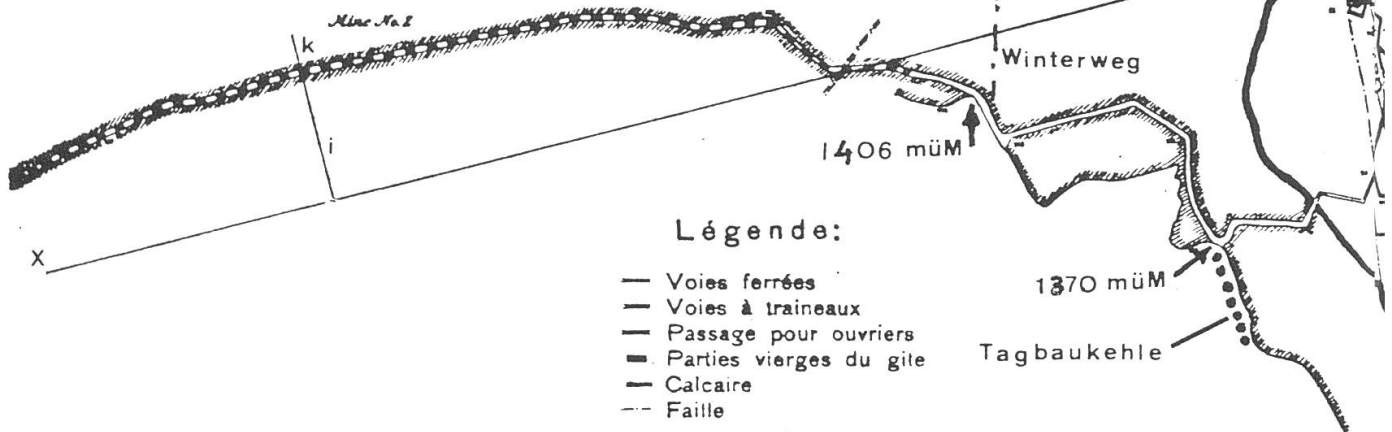 Mine No. 2
k
Winterweg
i
1406 müM
X
Légende:
Voies ferrées
Voies à traineaux
Passage pour ouvriers
Parties vierges du gite
Calcaire
Faille
1370 müM
Tagbaukehle